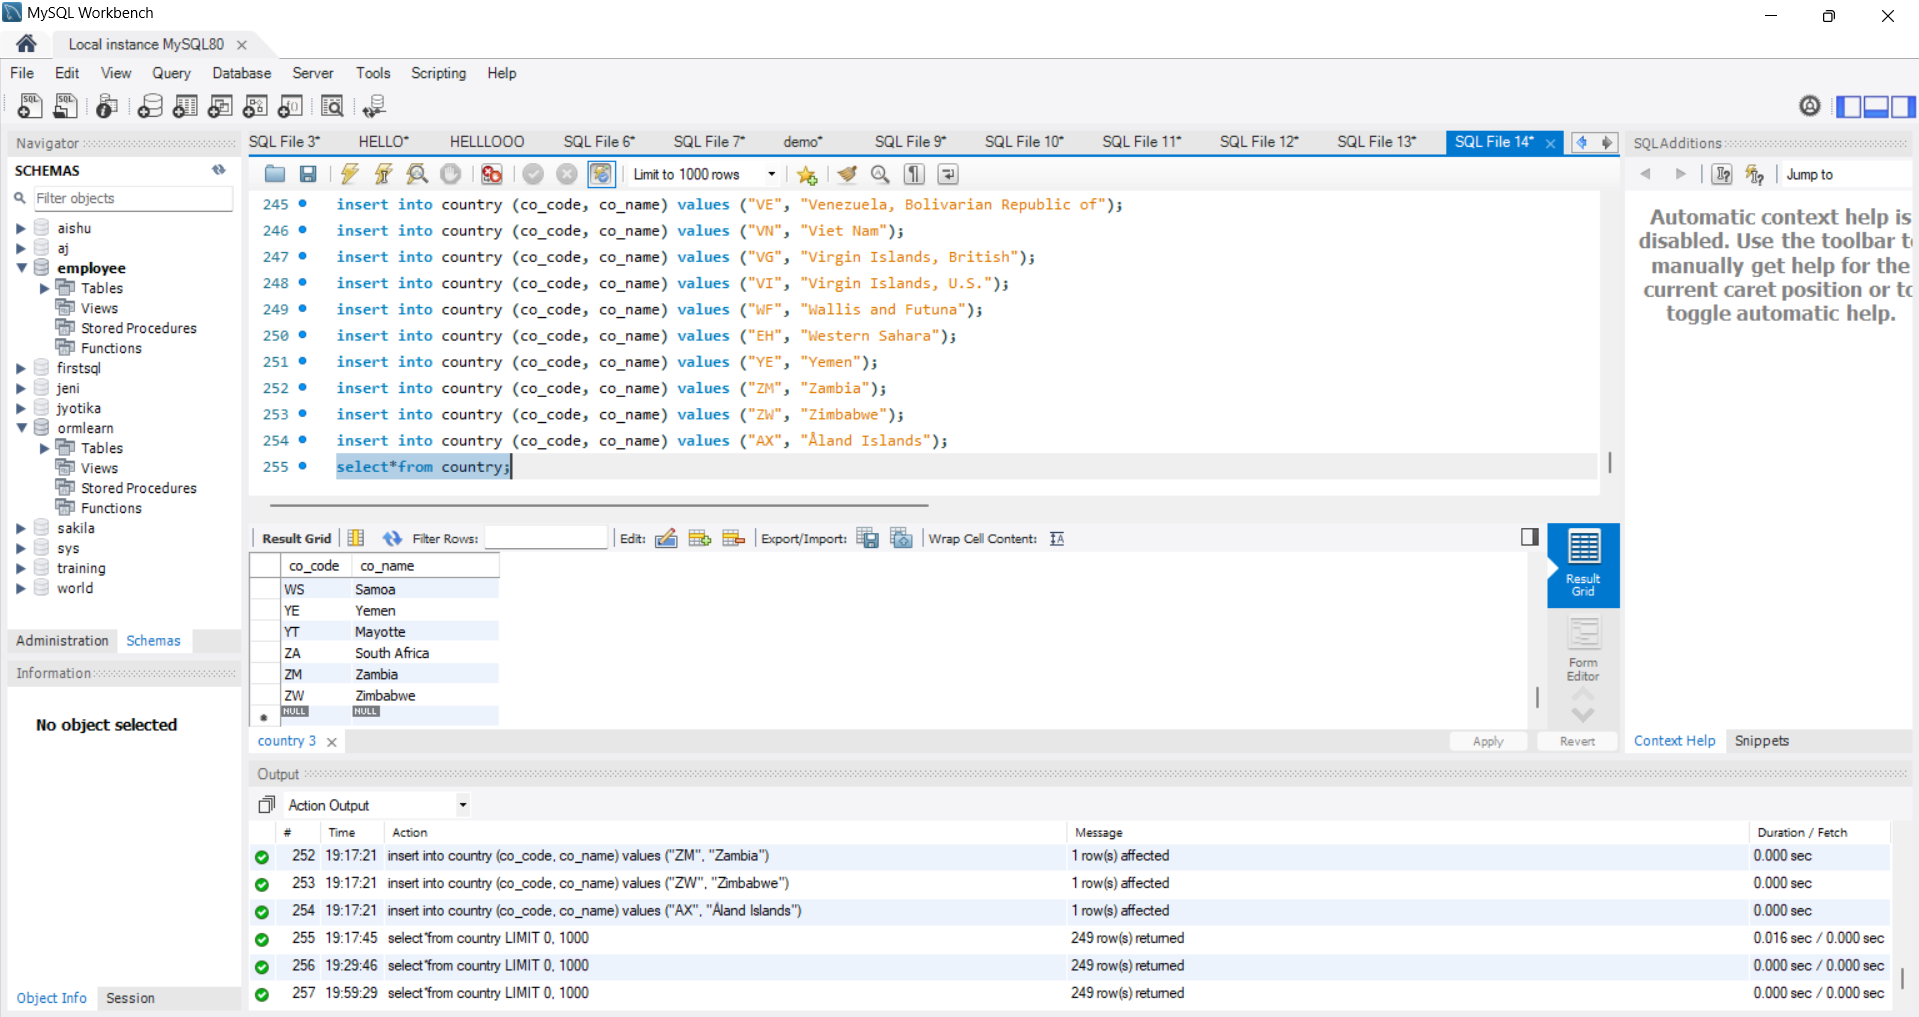 MySQL Workbench
Local instance MySQL80
File Edit View Query Database Server Tools Scripting Help
Navigator
SCHEMAS
Filter objects
aishu
aj
employee
Tables
Views
Stored Procedures
Functions
firstsql
jeni
jyotika
ormlearn
Tables
Views
Stored Procedures
Functions
sakila
sys
training
world
Administration Schemas
Information
No object selected
Object Info Session
SQL File 3* HELLO* HELLLOOO SQL File 6* SQL File 7* demo* SQL File 9* SQL File 10* SQL File 11* SQL File 12* SQL File 13* SQL File 14*
Limit to 1000 rows
245 insert into country (co_code, co_name) values ("VE", "Venezuela, Bolivarian Republic of");
246 insert into country (co_code, co_name) values ("VN", "Viet Nam");
247 insert into country (co_code, co_name) values ("VG", "Virgin Islands, British");
248 insert into country (co_code, co_name) values ("VI", "Virgin Islands, U.S.");
249 insert into country (co_code, co_name) values ("WF", "Wallis and Futuna");
250 insert into country (co_code, co_name) values ("EH", "Western Sahara");
251 insert into country (co_code, co_name) values ("YE", "Yemen");
252 insert into country (co_code, co_name) values ("ZM", "Zambia");
253 insert into country (co_code, co_name) values ("ZW", "Zimbabwe");
254 insert into country (co_code, co_name) values ("AX", "Åland Islands");
255 select*from country;
Result Grid Filter Rows: Edit: Export/Import: Wrap Cell Content:
co_code co_name
WS Samoa
YE Yemen
YT Mayotte
ZA South Africa
ZM Zambia
ZW Zimbabwe
NULL NULL
Result
Grid
Form
Editor
country 3 Apply Revert
SQLAdditions
Jump to
Automatic context help is
disabled. Use the toolbar
manually get help for the
current caret position or
toggle automatic help.
Context Help Snippets
Output
Action Output
# Time Action Message Duration / Fetch
252 19:17:21 insert into country (co_code, co_name) values ("ZM", "Zambia") 1 row(s) affected 0.000 sec
253 19:17:21 insert into country (co_code, co_name) values ("ZW", "Zimbabwe") 1 row(s) affected 0.000 sec
254 19:17:21 insert into country (co_code, co_name) values ("AX", "Åland Islands") 1 row(s) affected 0.000 sec
255 19:17:45 select*from country LIMIT 0, 1000 249 row(s) returned 0.016 sec / 0.000 sec
256 19:29:46 select*from country LIMIT 0, 1000 249 row(s) returned 0.000 sec / 0.000 sec
257 19:59:29 select*from country LIMIT 0, 1000 249 row(s) returned 0.000 sec / 0.000 sec